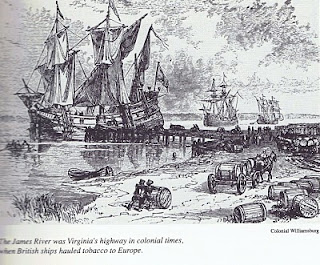 Colonial Williamsburg
The James River was Virginia's highway in colonial times,
when British ships hauled tobacco to Europe.